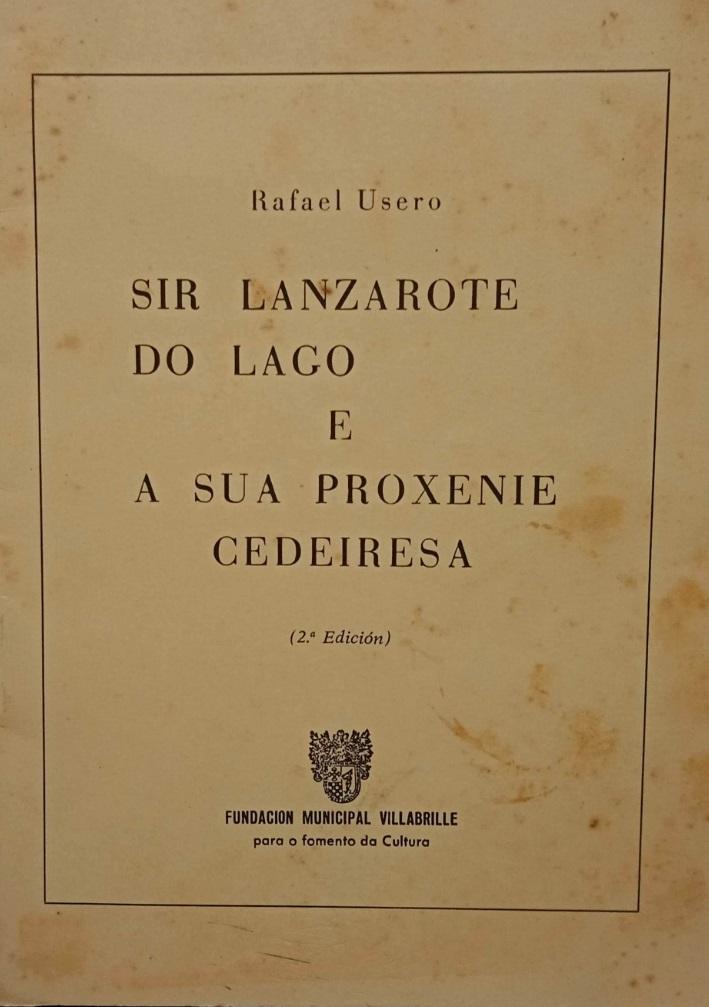 Rafael Usero
SIR LANZAROTE
DO LAGO
E
A SUA PROXENIE
CEDEIRESA
(2.ª Edición)
FUNDACION MUNICIPAL VILLABRILLE
para o fomento da Cultura